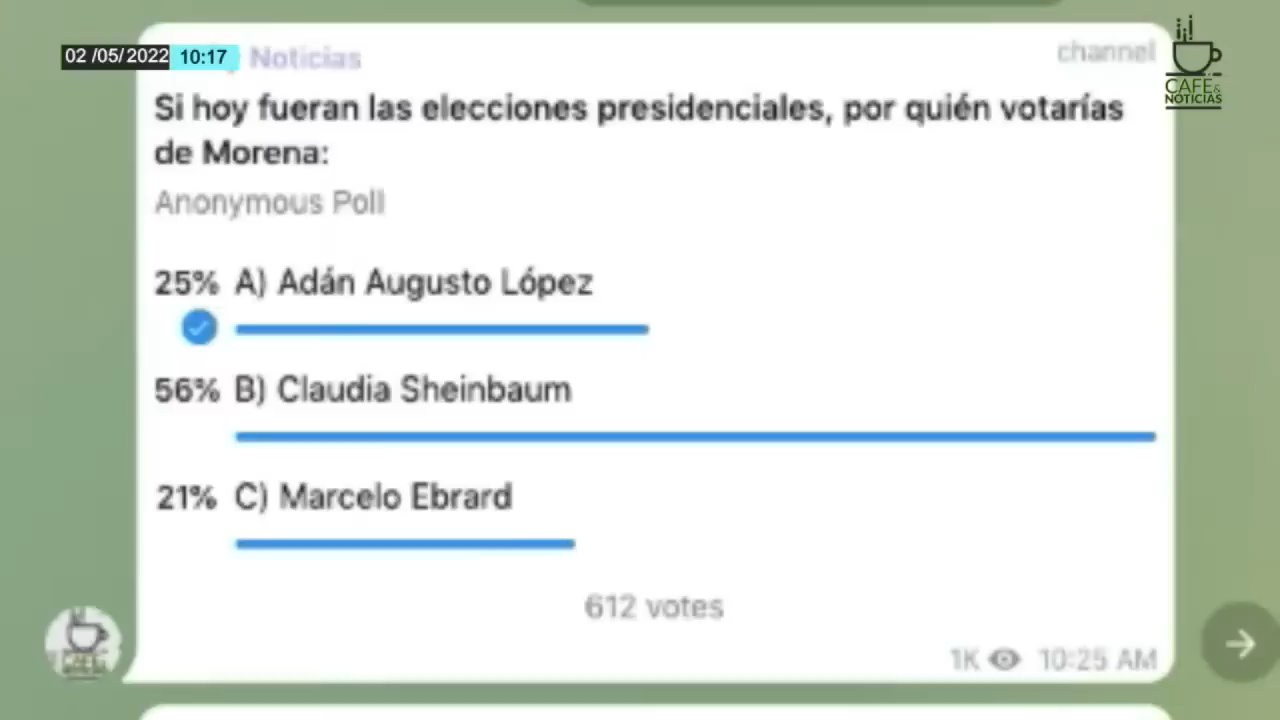 02 /05/2022 10:17
Noticias
channel
CAFÉ &
NOTICIAS
Si hoy fueran las elecciones presidenciales, por quién votarías
de Morena:
Anonymous Poll
25% A) Adán Augusto López
56% B) Claudia Sheinbaum
21% C) Marcelo Ebrard
612 votes
1K 10:25 AM